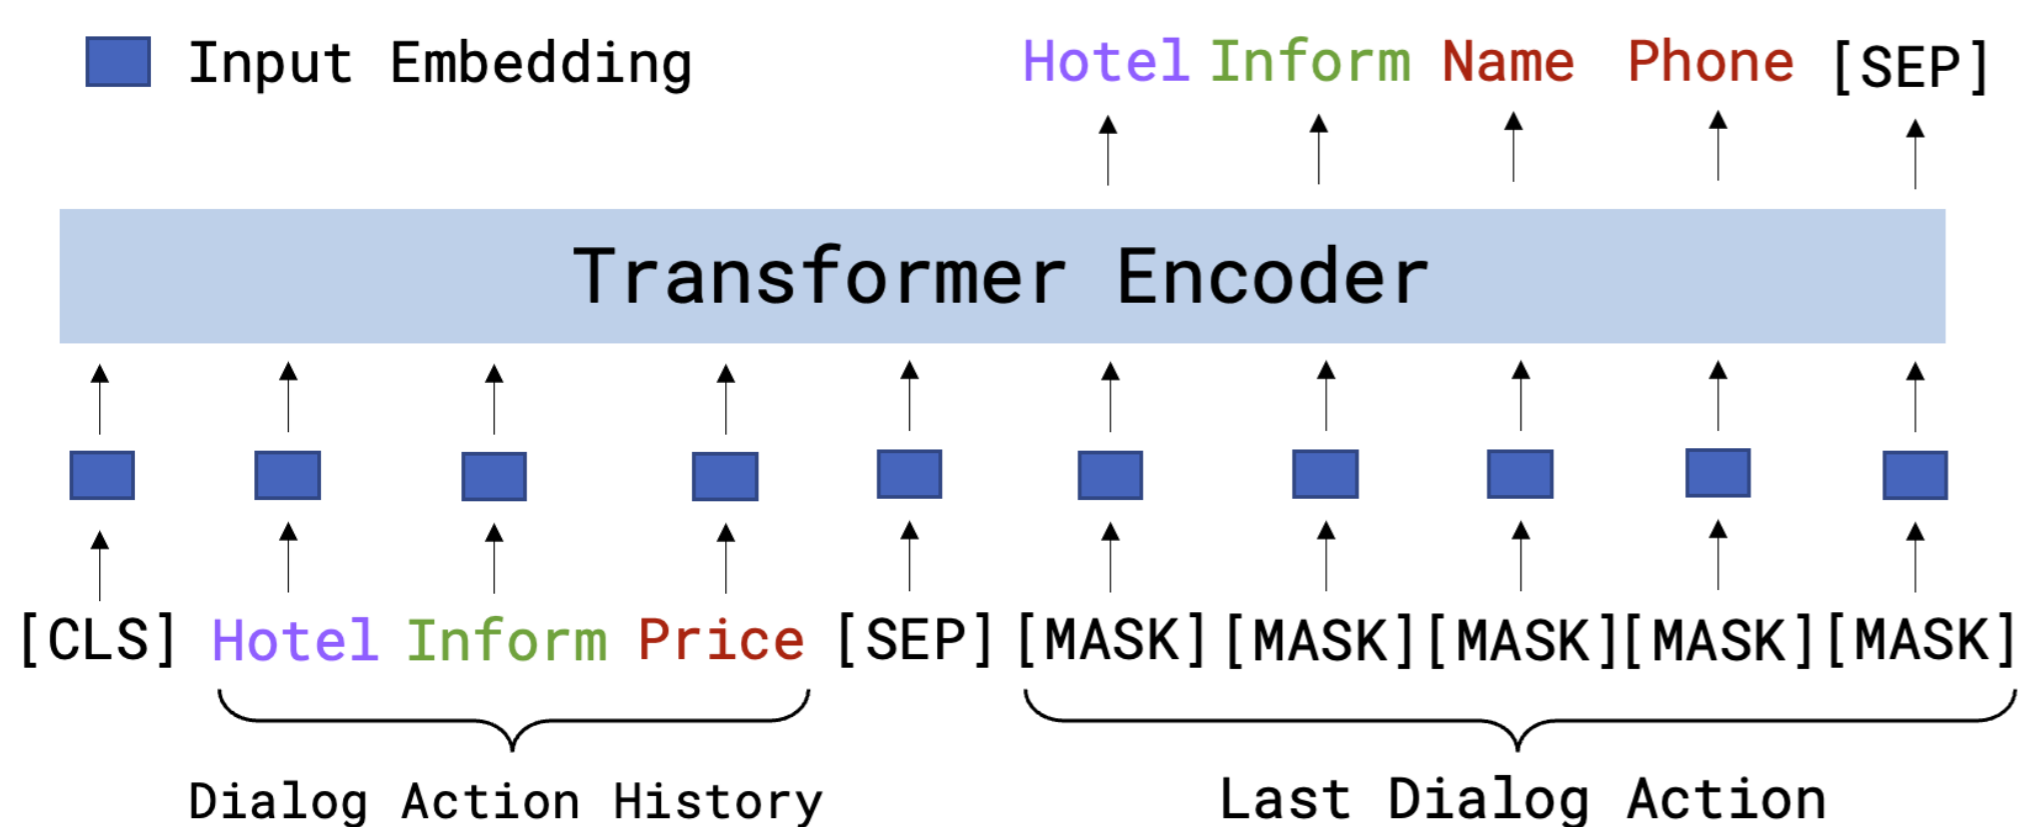 Input Embedding
Hotel Inform Name Phone [SEP]
Transformer Encoder
[CLS] Hotel Inform Price [SEP] [MASK] [MASK] [MASK] [MASK] [MASK]
Dialog Action History
Last Dialog Action